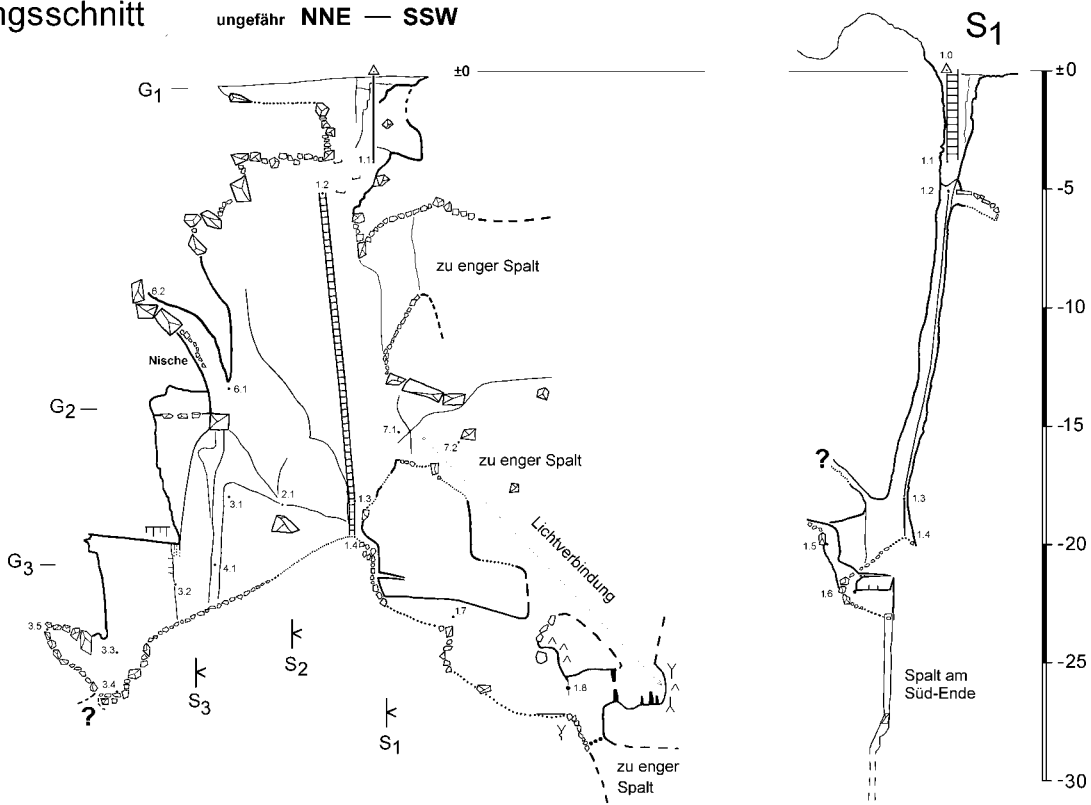 ngsschnitt
ungefähr NNE — SSW
S1
G1 —
±0
1.0
±0
1.1
1.1
1.2
1.2
-5
zu enger Spalt
6.2
-10
Nische
6.1
G2 —
7.1
7.2
-15
zu enger Spalt
?
3.1
2.1
1.3
1.3
Lichtverbindung
1.4
1.4
1.5
-20
G3 —
4.1
3.2
1.6
1.7
3.5
3.3
S2
-25
S3
3.4
1.8
Spalt am
Süd-Ende
?
S1
zu enger
Spalt
-30